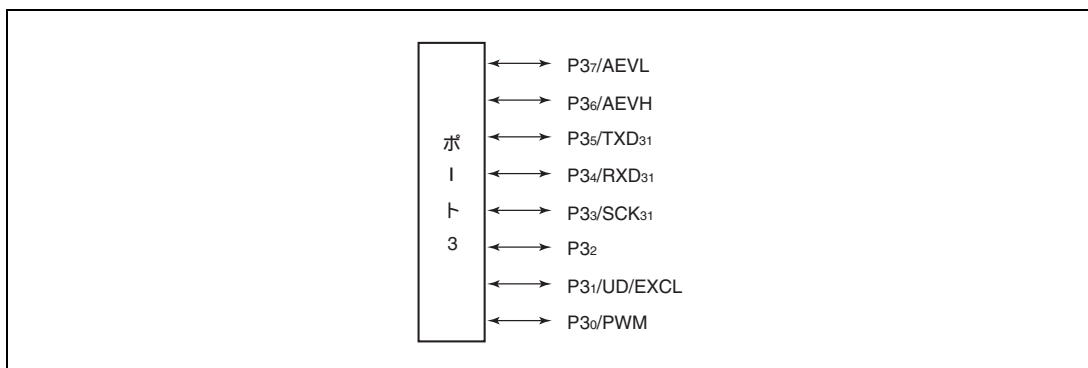 ポート3
P37/AEVL
P36/AEVH
P35/TXD31
P34/RXD31
P33/SCK31
P32
P31/UD/EXCL
P30/PWM